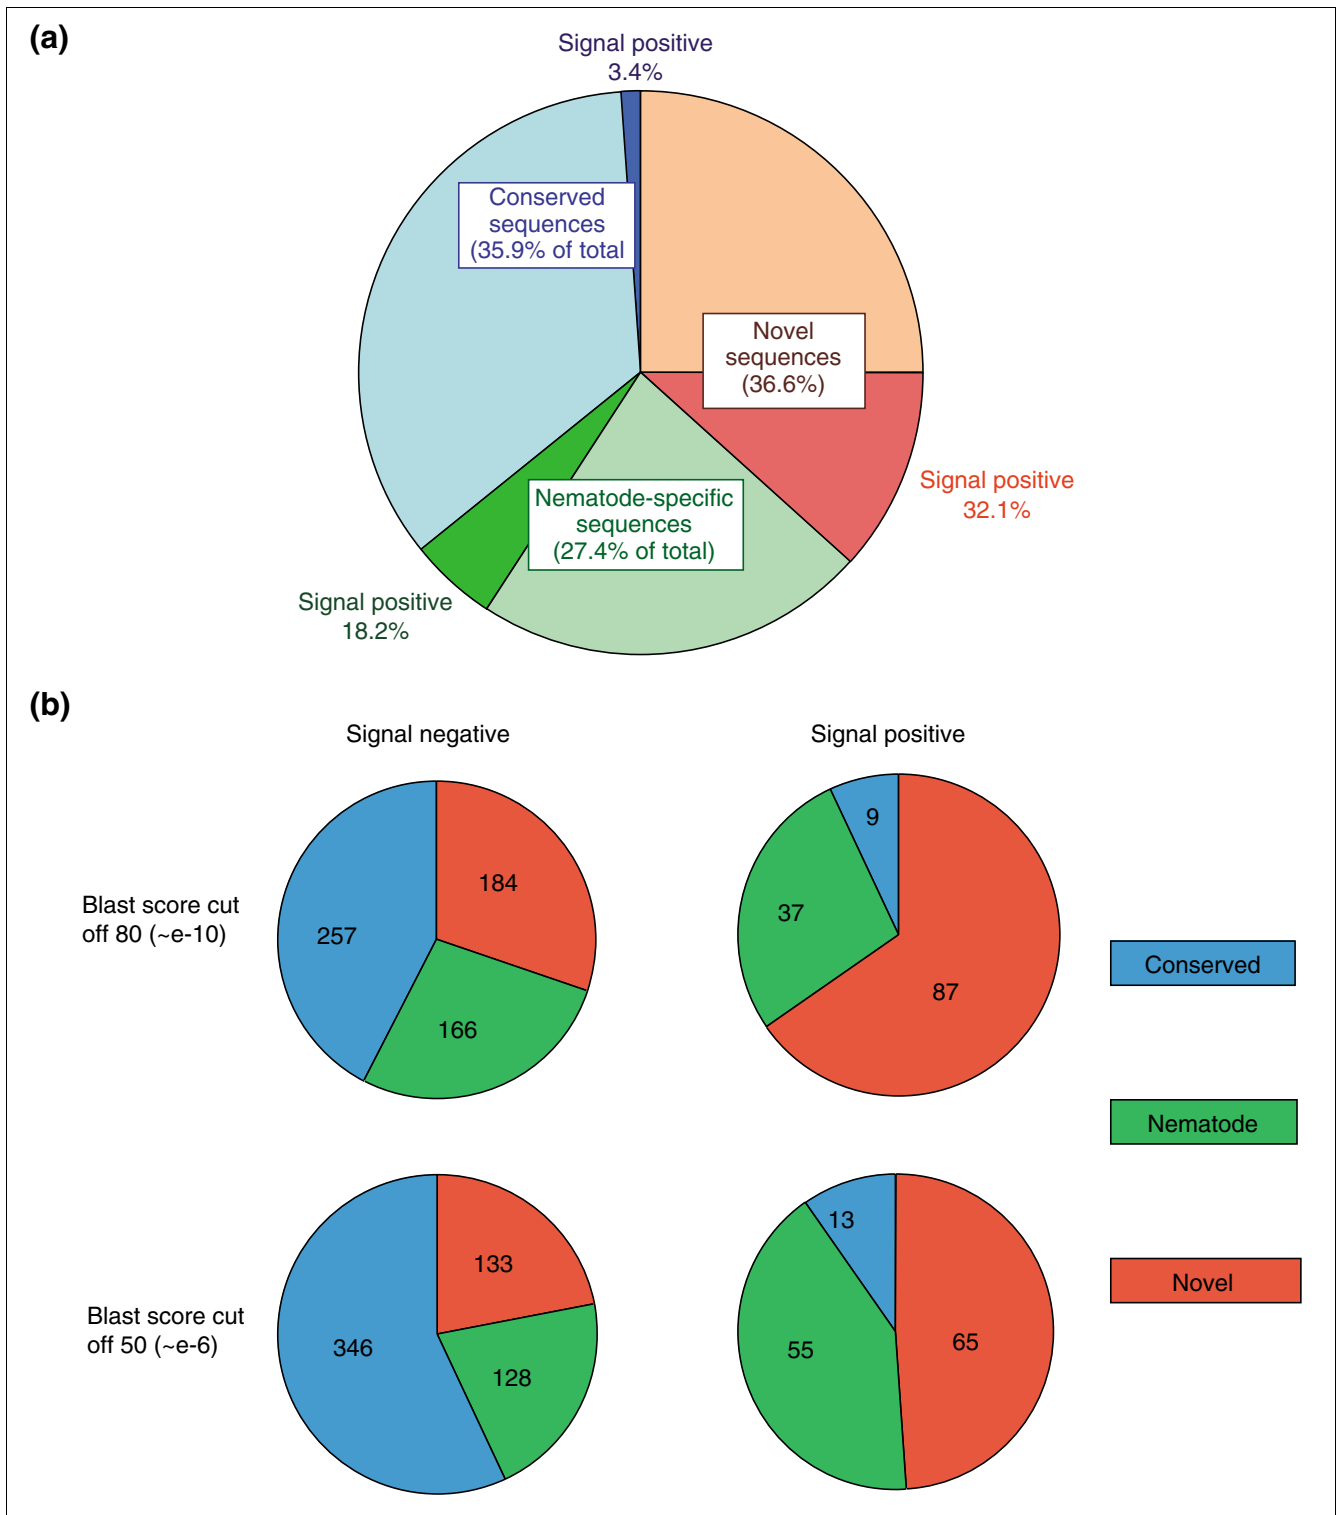 (a)
Signal positive
3.4%
Conserved
sequences
(35.9% of total
Novel
sequences
(36.6%)
Signal positive
32.1%
Nematode-specific
sequences
(27.4% of total)
Signal positive
18.2%
(b)
Signal negative
Signal positive
Blast score cut
off 80 (~e-10)
257
184
166
9
37
87
Conserved
Nematode
Novel
Blast score cut
off 50 (~e-6)
346
133
128
13
55
65